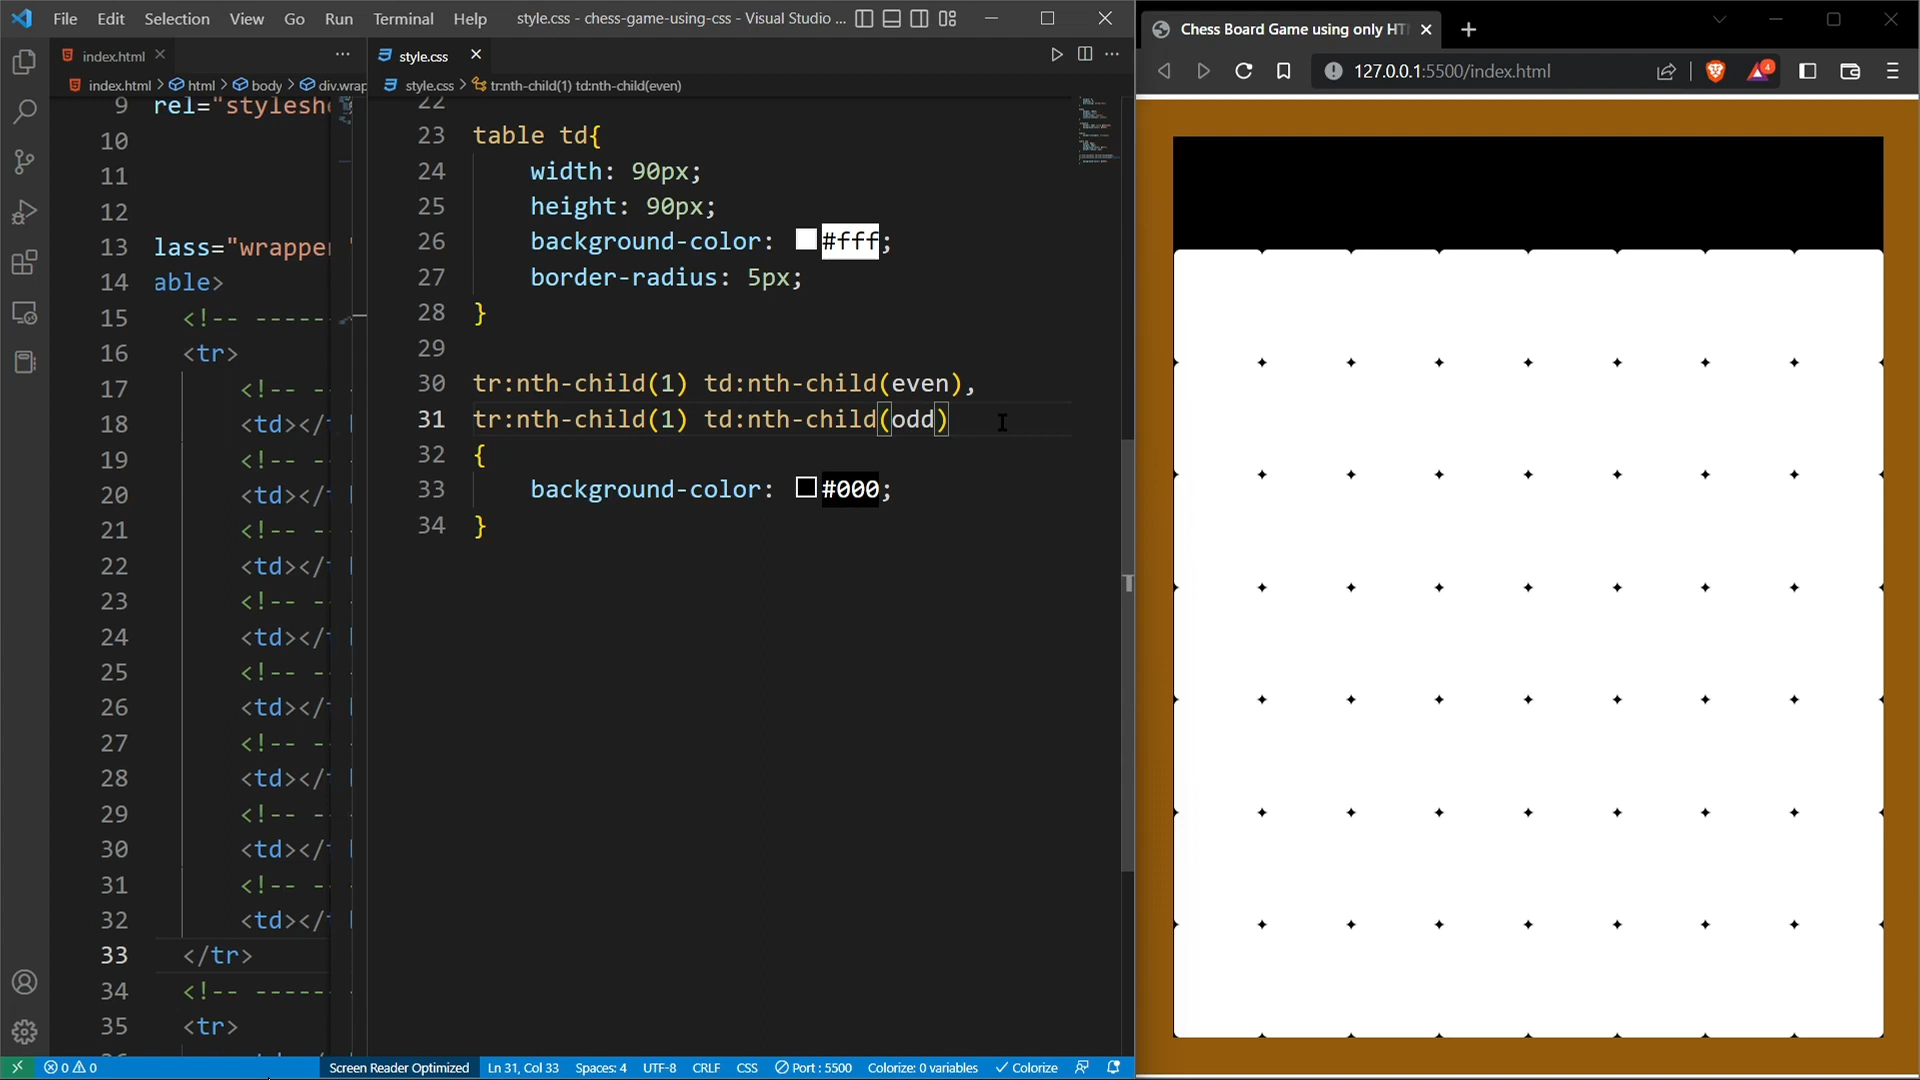 File Edit Selection View Go Run Terminal Help style.css - chess-game-using-css - Visual Studio ...
index.html
index.html > html > body > div.wrap
9 rel="styleshe
10
11
12
13 lass="wrapper"
14 able>
15 <!-- -----
16 <tr>
17 <!-- --
18 <td></t
19 <!-- --
20 <td></t
21 <!-- --
22 <td></t
23 <!-- --
24 <td></t
25 <!-- --
26 <td></t
27 <!-- --
28 <td></t
29 <!-- --
30 <td></t
31 <!-- --
32 <td></t
33 </tr>
34 <!-- -----
35 <tr>
style.css
style.css > tr:nth-child(1) td:nth-child(even)
22
23 table td{
24 width: 90px;
25 height: 90px;
26 background-color: #fff;
27 border-radius: 5px;
28 }
29
30 tr:nth-child(1) td:nth-child(even),
31 tr:nth-child(1) td:nth-child(odd)
32 {
33 background-color: #000;
34 }
0 0 Screen Reader Optimized Ln 31, Col 33 Spaces: 4 UTF-8 CRLF CSS Port : 5500 Colorize: 0 variables Colorize
Chess Board Game using only HT
127.0.0.1:5500/index.html
4